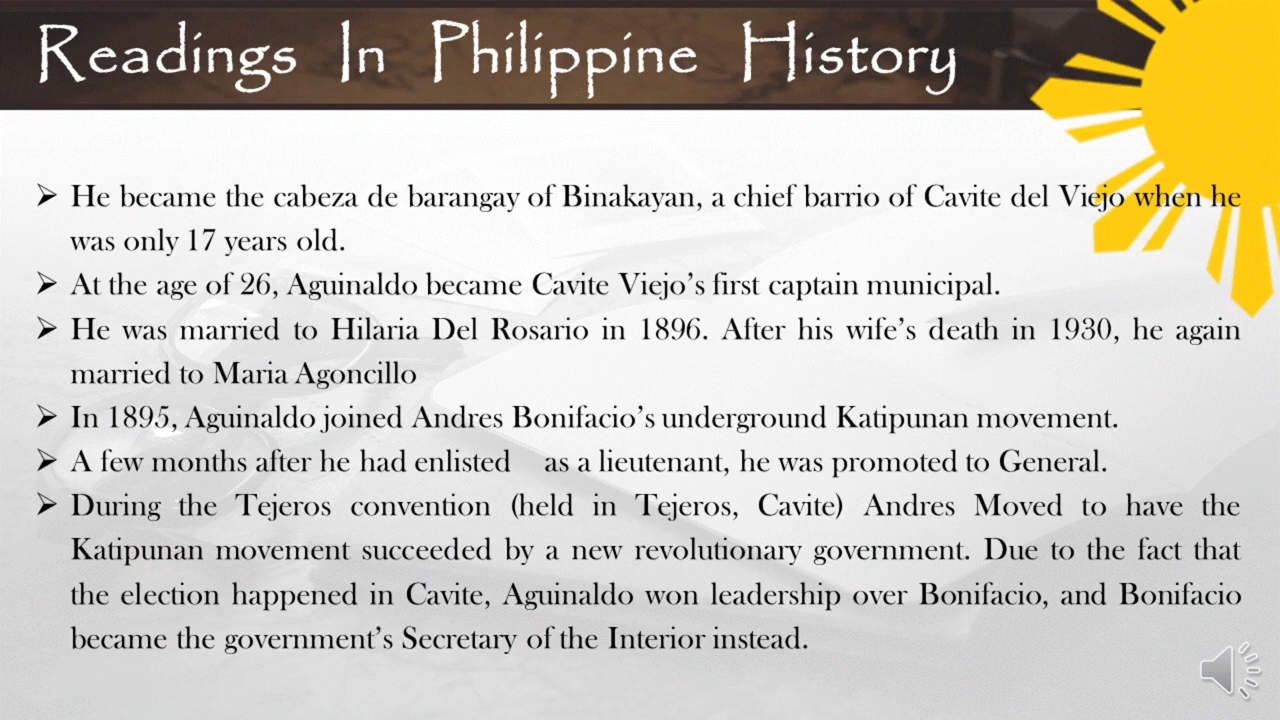 Readings In Philippine History
➢ He became the cabeza de barangay of Binakayan, a chief barrio of Cavite del Viejo when he
was only 17 years old.
➢ At the age of 26, Aguinaldo became Cavite Viejo’s first captain municipal.
➢ He was married to Hilaria Del Rosario in 1896. After his wife’s death in 1930, he again
married to Maria Agoncillo
➢ In 1895, Aguinaldo joined Andres Bonifacio’s underground Katipunan movement.
➢ A few months after he had enlisted as a lieutenant, he was promoted to General.
➢ During the Tejeros convention (held in Tejeros, Cavite) Andres Moved to have the
Katipunan movement succeeded by a new revolutionary government. Due to the fact that
the election happened in Cavite, Aguinaldo won leadership over Bonifacio, and Bonifacio
became the government’s Secretary of the Interior instead.